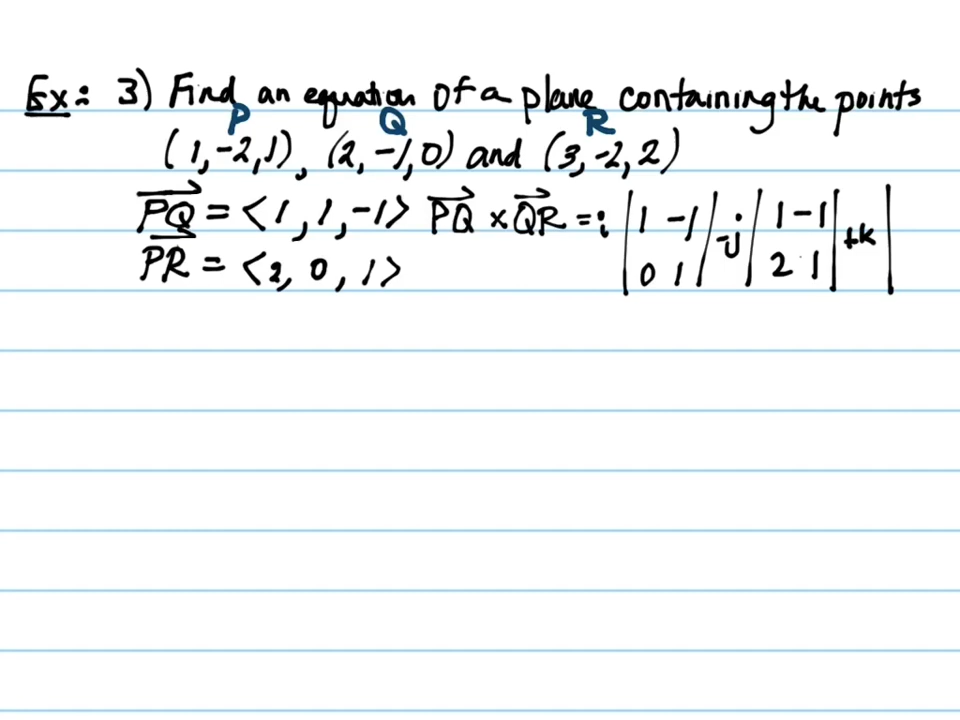 Ex: 3) Find an equation of a plane containing the points
P Q R
(1,-2,1), (2,-1,0) and (3,-2,2)
PQ = <1, 1, -1> PQ × QR = i |1 -1| -j |1 -1| +k | |
PR = <2, 0, 1> |0 1| |2 1|